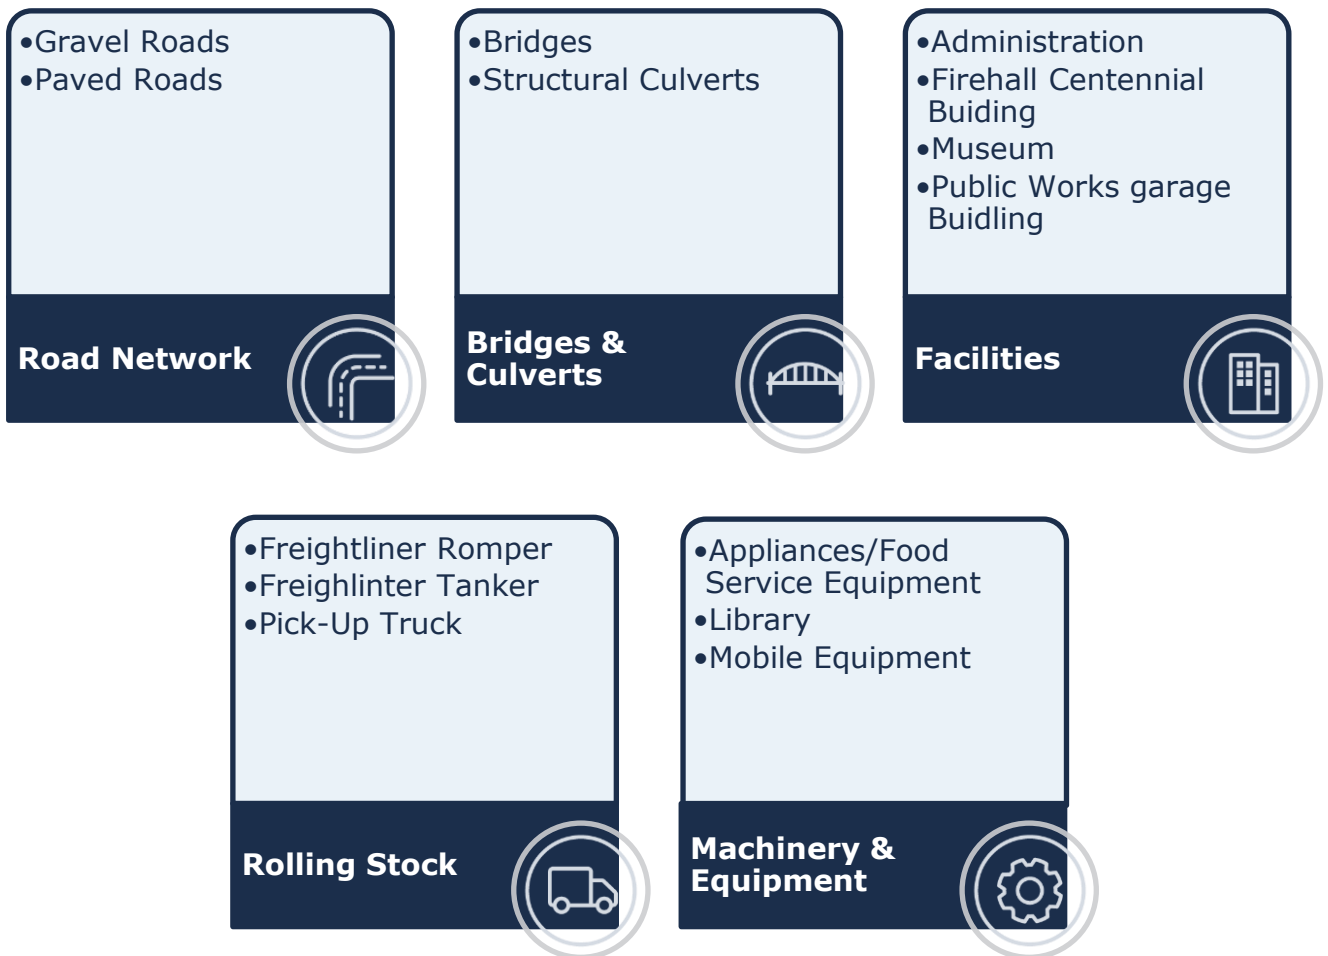 •Gravel Roads
•Paved Roads
Road Network
•Bridges
•Structural Culverts
Bridges &
Culverts
•Administration
•Firehall Centennial
Buiding
•Museum
•Public Works garage
Buidling
Facilities
•Freightliner Romper
•Freighlinter Tanker
•Pick-Up Truck
Rolling Stock
•Appliances/Food
Service Equipment
•Library
•Mobile Equipment
Machinery &
Equipment